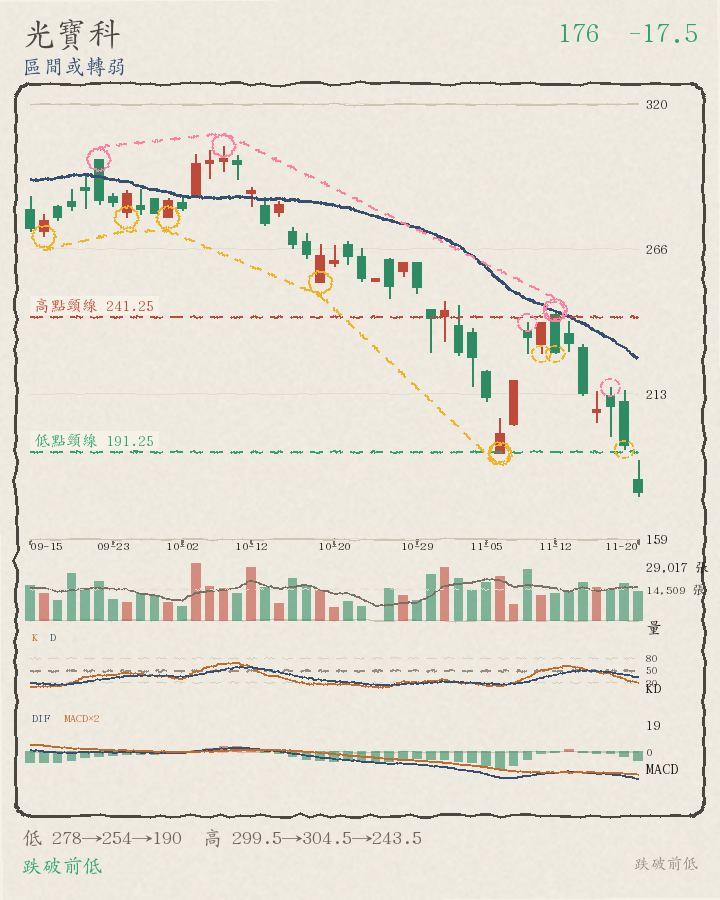 光寶科
176 -17.5
區間或轉弱
320
266
高點頸線 241.25
213
低點頸線 191.25
159
09-15 09-23 10-02 10-12 10-20 10-29 11-05 11-12 11-20
29,017 張
14,509 張
量
K D
80
50
20
KD
DIF MACD×2
19
0
MACD
低 278→254→190 高 299.5→304.5→243.5
跌破前低
跌破前低